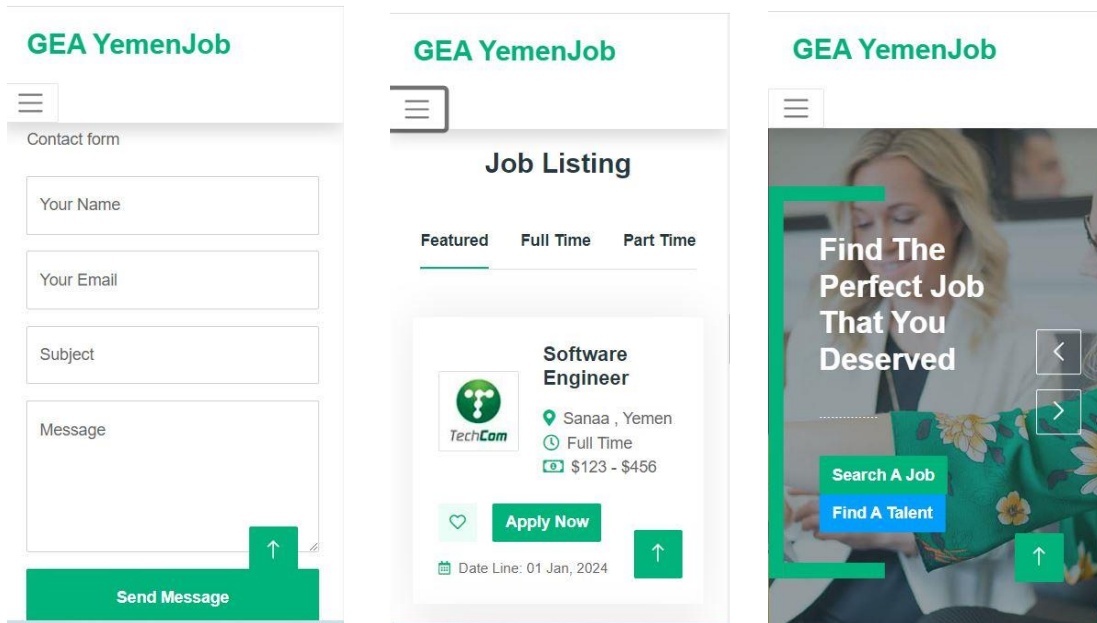 GEA YemenJob
Contact form
Your Name
Your Email
Subject
Message
Send Message
GEA YemenJob
Job Listing
Featured Full Time Part Time
Software
Engineer
TechCom
Sanaa , Yemen
Full Time
$123 - $456
Apply Now
Date Line: 01 Jan, 2024
GEA YemenJob
Find The
Perfect Job
That You
Deserved
Search A Job
Find A Talent